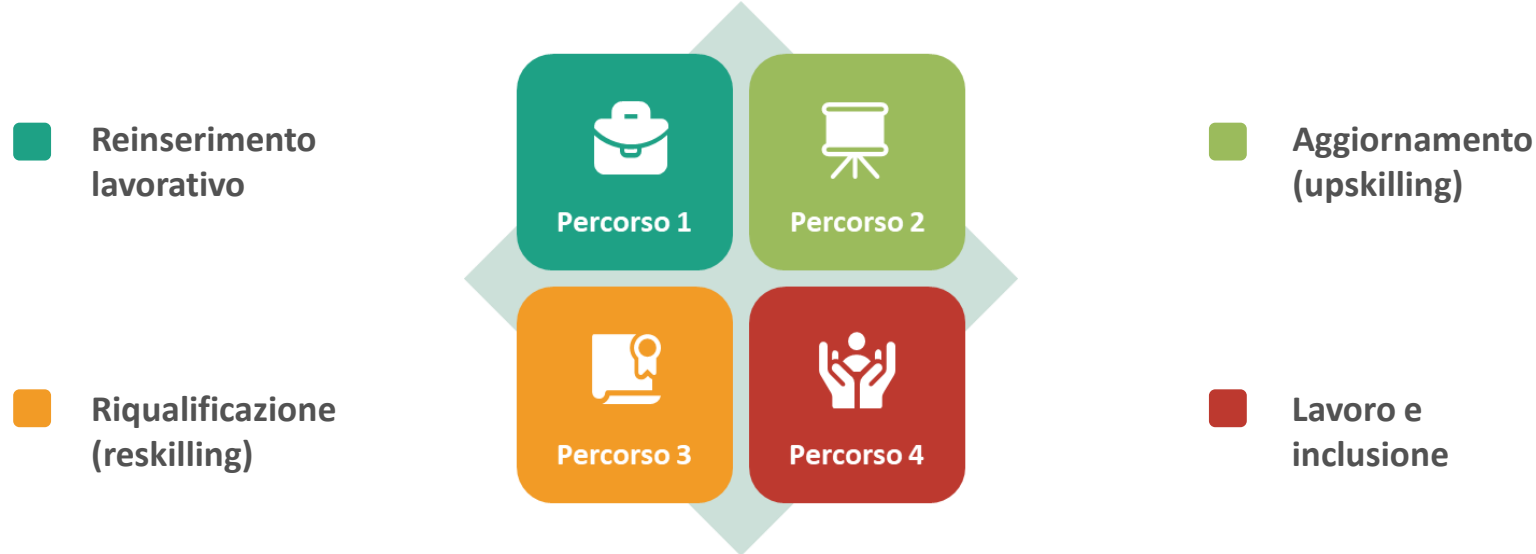 Reinserimento
lavorativo
Percorso 1
Percorso 2
Aggiornamento
(upskilling)
Riqualificazione
(reskilling)
Percorso 3
Percorso 4
Lavoro e
inclusione